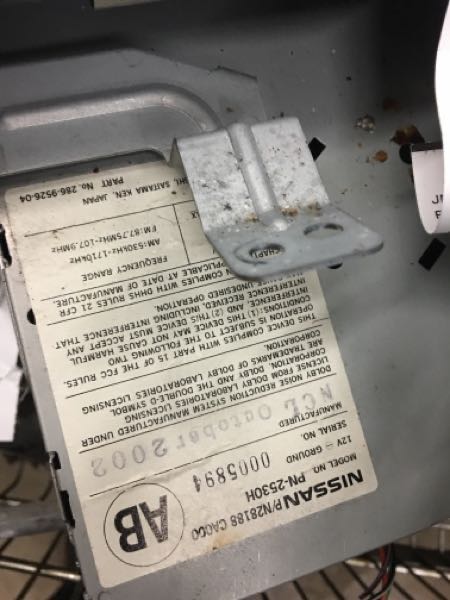 NISSAN P/N28188 CA000
MODEL NO. PN-2530H
AB
12V ⎓ GROUND
SERIAL NO. 0005894
MANUFACTURED
NCL October 2002
DOLBY NOISE REDUCTION SYSTEM MANUFACTURED UNDER
LICENSE FROM DOLBY LABORATORIES LICENSING
CORPORATION. DOLBY AND THE DOUBLE-D SYMBOL
ARE TRADEMARKS OF DOLBY LABORATORIES LICENSING
CORPORATION.
THIS DEVICE COMPLIES WITH PART 15 OF THE FCC RULES.
OPERATION IS SUBJECT TO THE FOLLOWING TWO
CONDITIONS: (1) THIS DEVICE MAY NOT CAUSE HARMFUL
INTERFERENCE, AND (2) THIS DEVICE MUST ACCEPT ANY
INTERFERENCE RECEIVED, INCLUDING INTERFERENCE THAT
MAY CAUSE UNDESIRED OPERATION.
COMPLIES WITH DHHS RULES 21 CFR
APPLICABLE AT DATE OF MANUFACTURE
FREQUENCY RANGE
AM:530kHz-1710kHz
FM:87.75MHz-107.9MHz
SHI, SAITAMA KEN, JAPAN
PART No. 286-9526-04